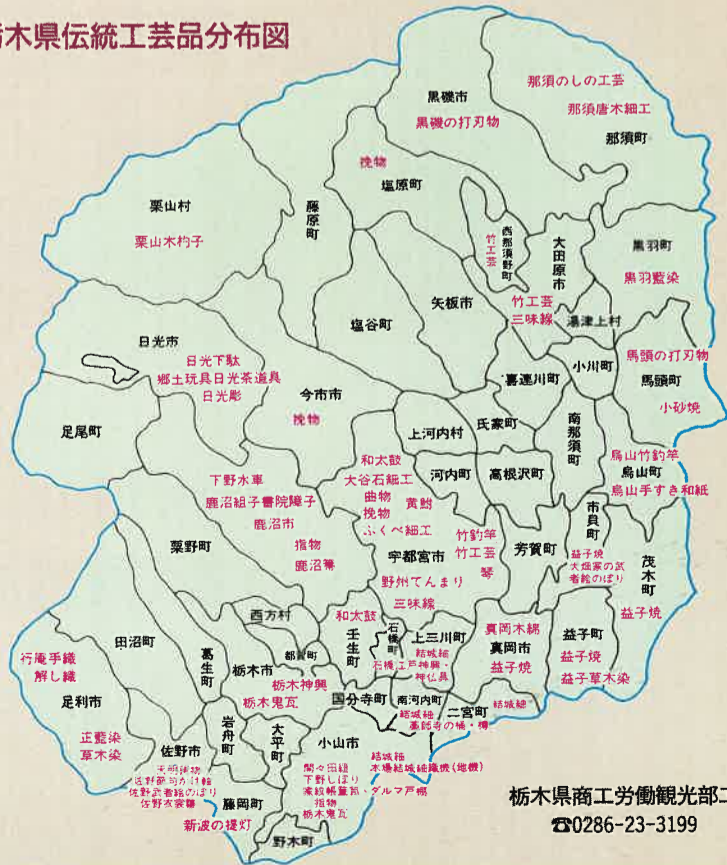 栃木県伝統工芸品分布図
那須のしの工芸
那須唐木細工
那須町
黒磯市
黒磯の打刃物
挽物
塩原町
栗山村
栗山木杓子
藤原町
西那須野町
竹工芸
大田原市
竹工芸
三味線
黒羽町
黒羽藍染
湯津上村
矢板市
塩谷町
日光市
日光下駄
郷土玩具日光茶道具
日光彫
今市市
挽物
足尾町
喜連川町
小川町
馬頭の打刃物
馬頭町
小砂焼
氏家町
上河内村
河内町
高根沢町
南那須町
烏山竹釣竿
烏山町
烏山手すき和紙
下野水車
鹿沼組子書院障子
鹿沼市
指物
鹿沼箒
和太鼓
大谷石細工
曲物
挽物
黄鮒
ふくべ細工
宇都宮市
竹釣竿
竹工芸
琴
野州てんまり
三味線
芳賀町
市貝町
益子焼
大畑家の武
者絵のぼり
茂木町
益子焼
粟野町
西方村
都賀町
和太鼓
壬生町
石橋町
上三川町
結城紬
石橋江戸神輿・
神仏具
真岡木綿
真岡市
益子焼
益子町
益子焼
益子草木染
田沼町
葛生町
栃木市
栃木神輿
栃木鬼瓦
行庵手織
解し織
足利市
正藍染
草木染
国分寺町
南河内町
結城紬
薬師寺の桶・樽
二宮町
結城紬
岩舟町
大平町
佐野市
天明鋳物
佐野武者絵のぼり
佐野衣裳雛
藤岡町
新波の提灯
小山市
間々田紐
下野しぼり
指物
栃木鬼瓦
結城紬
本場結城紬織機(地機)
ダルマ戸棚
野木町
栃木県商工労働観光部工
☎0286-23-3199